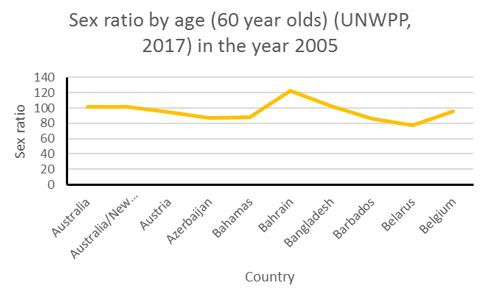 Sex ratio by age (60 year olds) (UNWPP,
2017) in the year 2005
140
120
100
80
60
40
20
0
Sex ratio
Australia
Australia/New...
Austria
Azerbaijan
Bahamas
Bahrain
Bangladesh
Barbados
Belarus
Belgium
Country